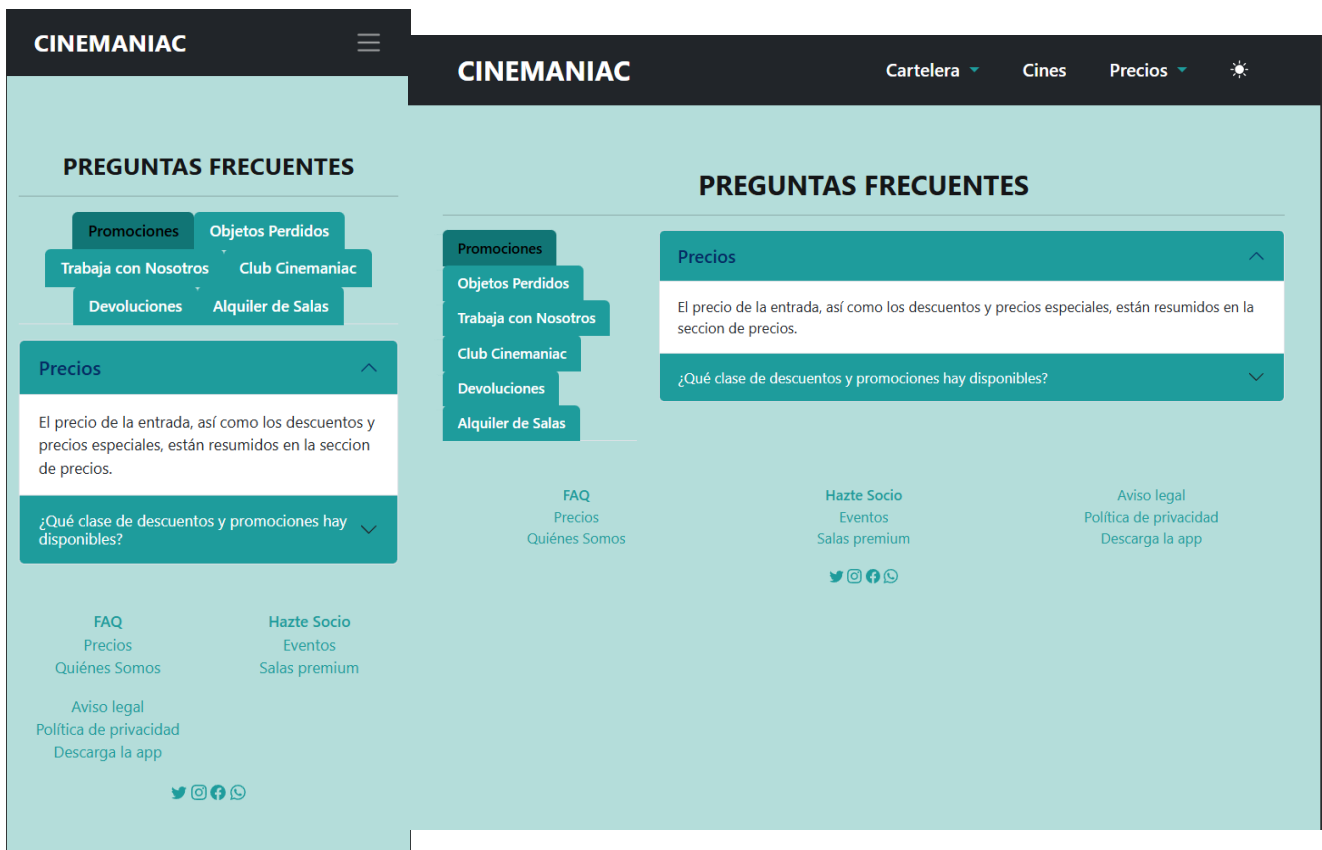 CINEMANIAC
PREGUNTAS FRECUENTES
Promociones Objetos Perdidos
Trabaja con Nosotros Club Cinemaniac
Devoluciones Alquiler de Salas
Precios
El precio de la entrada, así como los descuentos y
precios especiales, están resumidos en la seccion
de precios.
¿Qué clase de descuentos y promociones hay
disponibles?
FAQ Hazte Socio
Precios Eventos
Quiénes Somos Salas premium
Aviso legal
Política de privacidad
Descarga la app
CINEMANIAC Cartelera Cines Precios
PREGUNTAS FRECUENTES
Promociones
Objetos Perdidos
Trabaja con Nosotros
Club Cinemaniac
Devoluciones
Alquiler de Salas
Precios
El precio de la entrada, así como los descuentos y precios especiales, están resumidos en la
seccion de precios.
¿Qué clase de descuentos y promociones hay disponibles?
FAQ Hazte Socio Aviso legal
Precios Eventos Política de privacidad
Quiénes Somos Salas premium Descarga la app